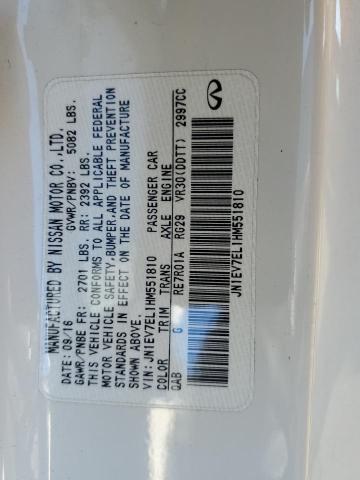 MANUFACTURED BY NISSAN MOTOR CO.,LTD.
DATE: 09/16 GVWR/PNBV: 5082 LBS.
GAWR/PNBE FR: 2701 LBS. RR: 2392 LBS.
THIS VEHICLE CONFORMS TO ALL APPLICABLE FEDERAL
MOTOR VEHICLE SAFETY,BUMPER,AND THEFT PREVENTION
STANDARDS IN EFFECT ON THE DATE OF MANUFACTURE
SHOWN ABOVE.
VIN: JN1EV7EL1HM551810 PASSENGER CAR
COLOR TRIM TRANS AXLE ENGINE
QAB G RE7R01A RG29 VR30(DDTT) 2997CC
JN1EV7EL1HM551810